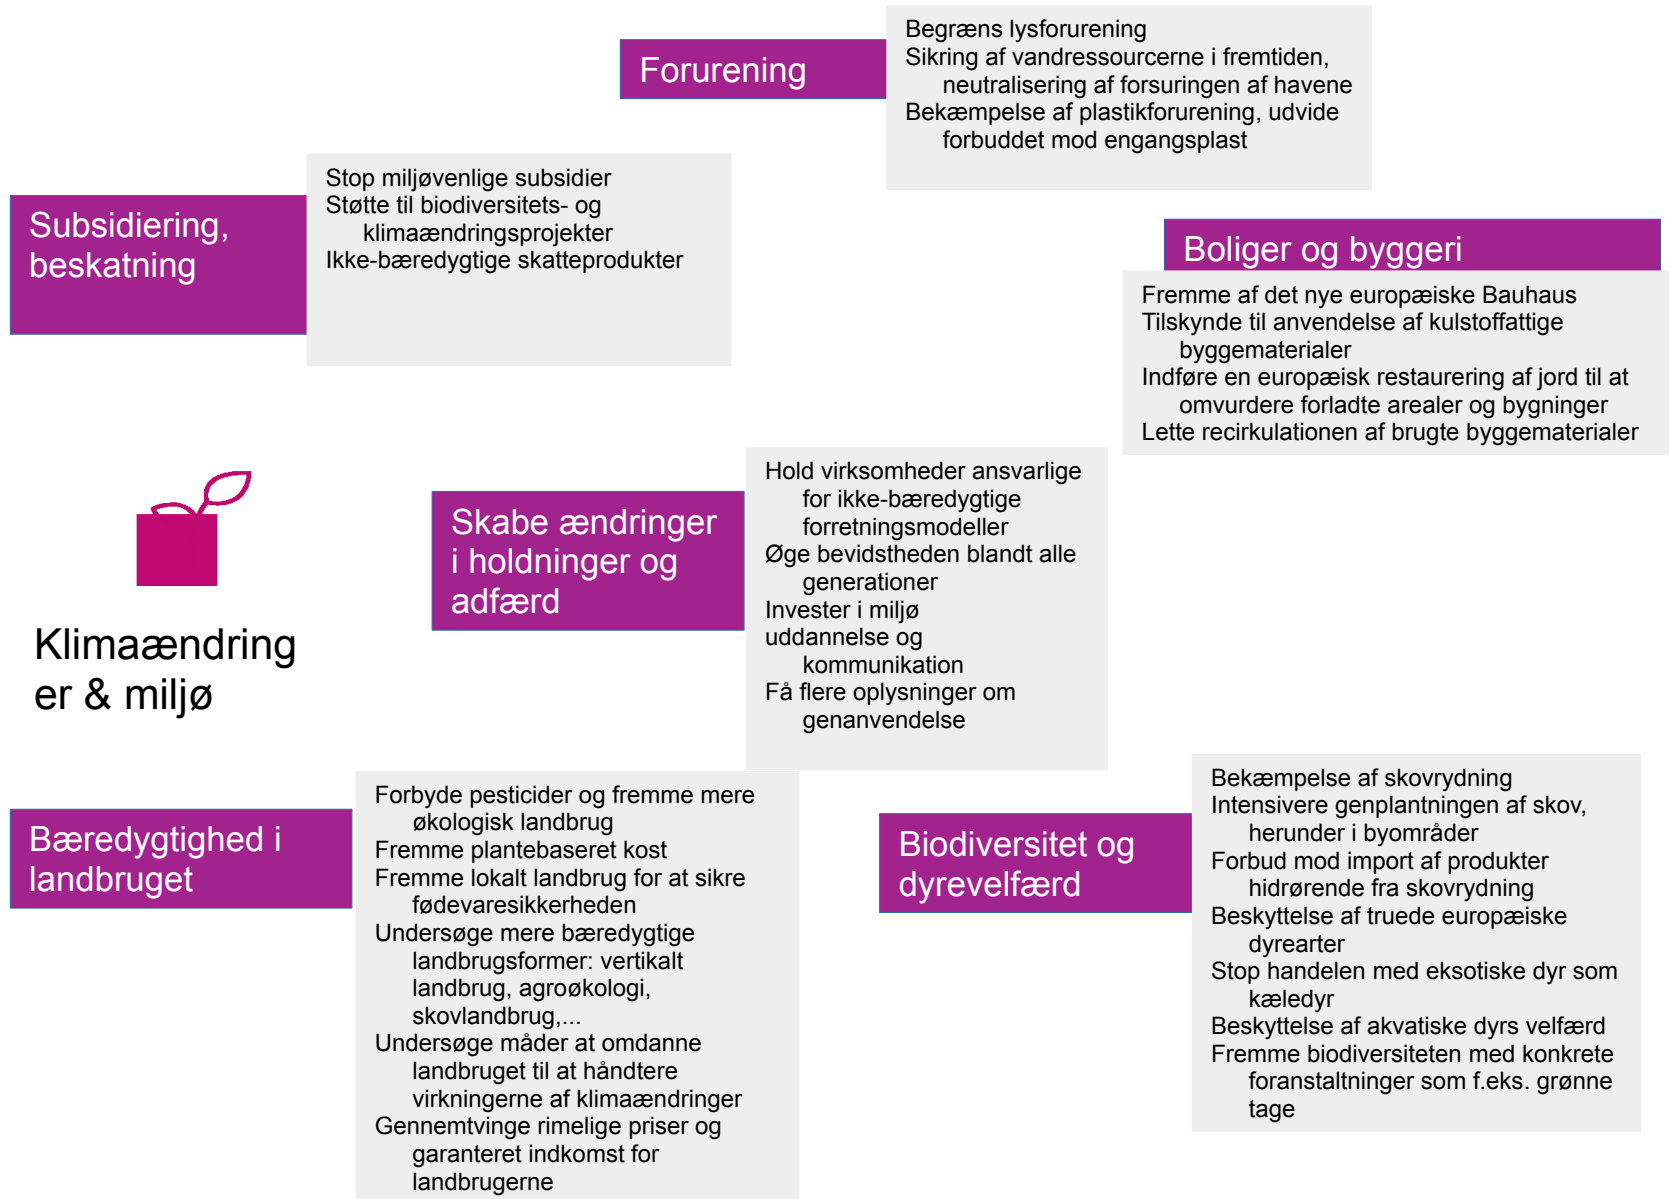 Forurening
Begræns lysforurening
Sikring af vandressourcerne i fremtiden,
neutralisering af forsuringen af havene
Bekæmpelse af plastikforurening, udvide
forbuddet mod engangsplast
Subsidiering,
beskatning
Stop miljøvenlige subsidier
Støtte til biodiversitets- og
klimaændringsprojekter
Ikke-bæredygtige skatteprodukter
Boliger og byggeri
Fremme af det nye europæiske Bauhaus
Tilskynde til anvendelse af kulstoffattige
byggematerialer
Indføre en europæisk restaurering af jord til at
omvurdere forladte arealer og bygninger
Lette recirkulationen af brugte byggematerialer
Klimaændring
er & miljø
Skabe ændringer
i holdninger og
adfærd
Hold virksomheder ansvarlige
for ikke-bæredygtige
forretningsmodeller
Øge bevidstheden blandt alle
generationer
Invester i miljø
uddannelse og
kommunikation
Få flere oplysninger om
genanvendelse
Bæredygtighed i
landbruget
Forbyde pesticider og fremme mere
økologisk landbrug
Fremme plantebaseret kost
Fremme lokalt landbrug for at sikre
fødevaresikkerheden
Undersøge mere bæredygtige
landbrugsformer: vertikalt
landbrug, agroøkologi,
skovlandbrug,...
Undersøge måder at omdanne
landbruget til at håndtere
virkningerne af klimaændringer
Gennemtvinge rimelige priser og
garanteret indkomst for
landbrugerne
Biodiversitet og
dyrevelfærd
Bekæmpelse af skovrydning
Intensivere genplantningen af skov,
herunder i byområder
Forbud mod import af produkter
hidrørende fra skovrydning
Beskyttelse af truede europæiske
dyrearter
Stop handelen med eksotiske dyr som
kæledyr
Beskyttelse af akvatiske dyrs velfærd
Fremme biodiversiteten med konkrete
foranstaltninger som f.eks. grønne
tage